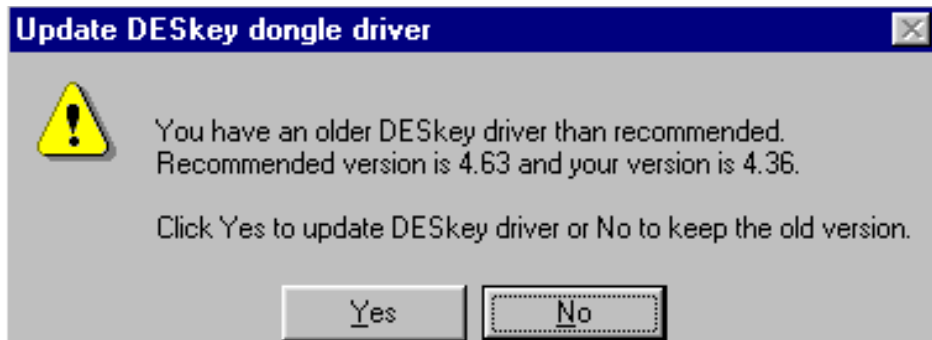 Update DESkey dongle driver
You have an older DESkey driver than recommended.
Recommended version is 4.63 and your version is 4.36.
Click Yes to update DESkey driver or No to keep the old version.
Yes
No